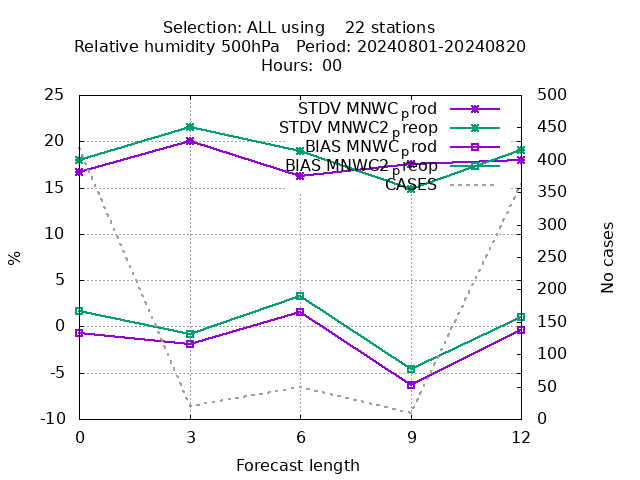 Selection: ALL using    22 stations
Relative humidity 500hPa   Period: 20240801-20240820
Hours: 00
25
20
15
10
5
0
-5
-10
%
500
450
400
350
300
250
200
150
100
50
0
No cases
STDV MNWC_prod
STDV MNWC2_preop
BIAS MNWC_prod
BIAS MNWC2_preop
CASES
0 3 6 9 12
Forecast length